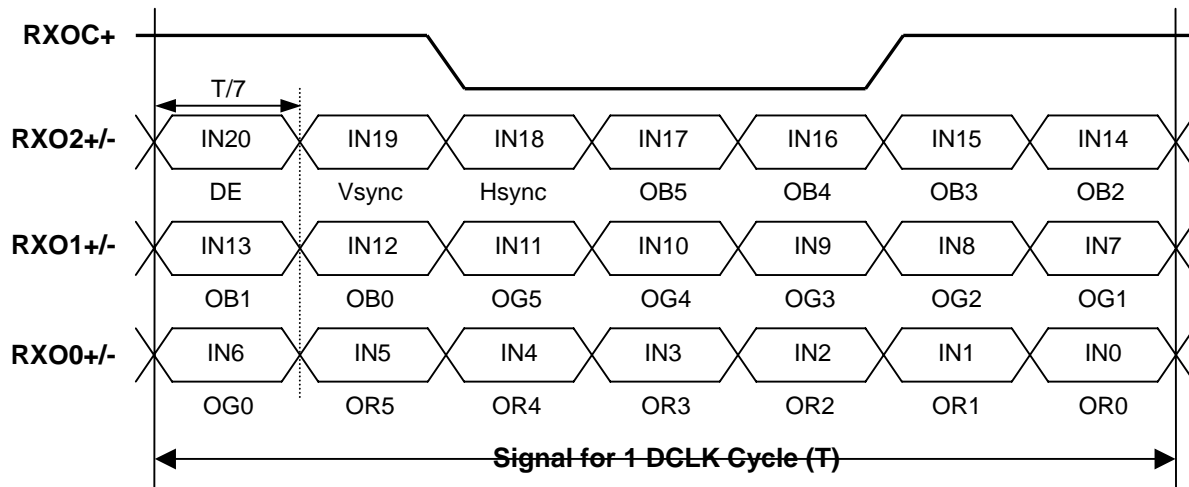 RXOC+
T/7
RXO2+/- IN20 IN19 IN18 IN17 IN16 IN15 IN14
DE Vsync Hsync OB5 OB4 OB3 OB2
RXO1+/- IN13 IN12 IN11 IN10 IN9 IN8 IN7
OB1 OB0 OG5 OG4 OG3 OG2 OG1
RXO0+/- IN6 IN5 IN4 IN3 IN2 IN1 IN0
OG0 OR5 OR4 OR3 OR2 OR1 OR0
Signal for 1 DCLK Cycle (T)